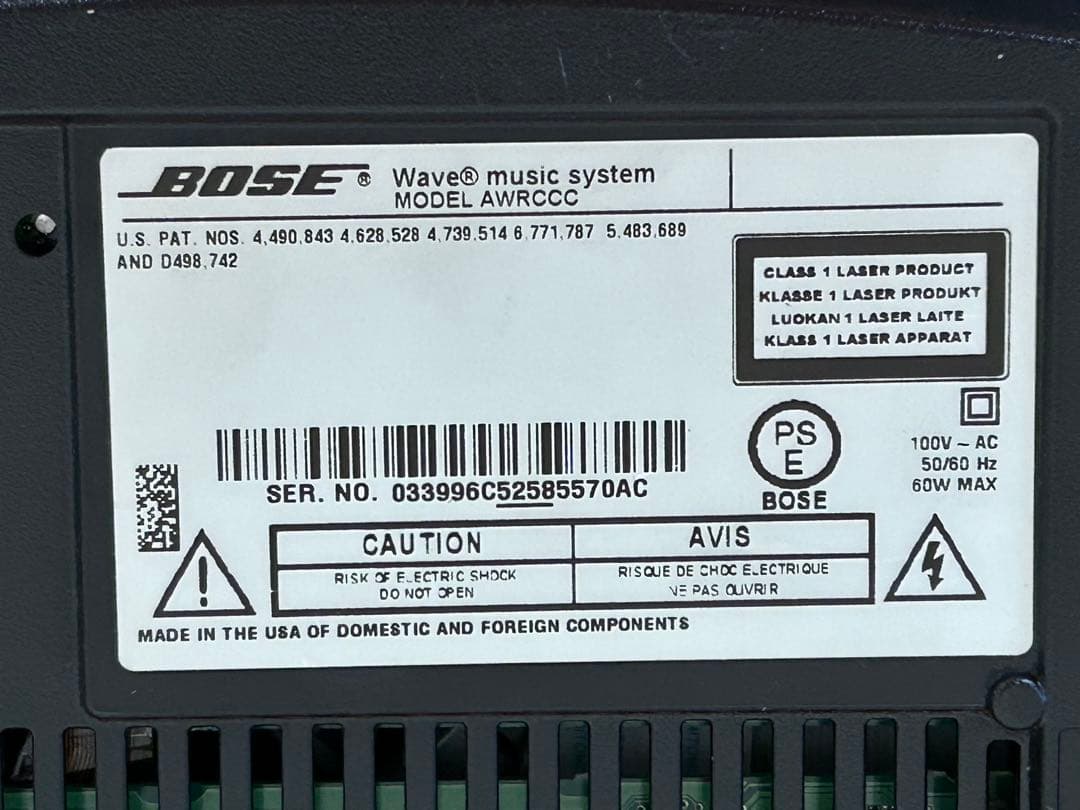 BOSE® Wave® music system
MODEL AWRCCC
U.S. PAT. NOS. 4,490,843 4,628,528 4,739,514 6,771,787 5,483,689
AND D498,742
CLASS 1 LASER PRODUCT
KLASSE 1 LASER PRODUKT
LUOKAN 1 LASER LAITE
KLASS 1 LASER APPARAT
PS
E
BOSE
100V ~ AC
50/60 Hz
60W MAX
SER. NO. 033996C52585570AC
CAUTION
RISK OF ELECTRIC SHOCK
DO NOT OPEN
AVIS
RISQUE DE CHOC ELECTRIQUE
NE PAS OUVRIR
MADE IN THE USA OF DOMESTIC AND FOREIGN COMPONENTS